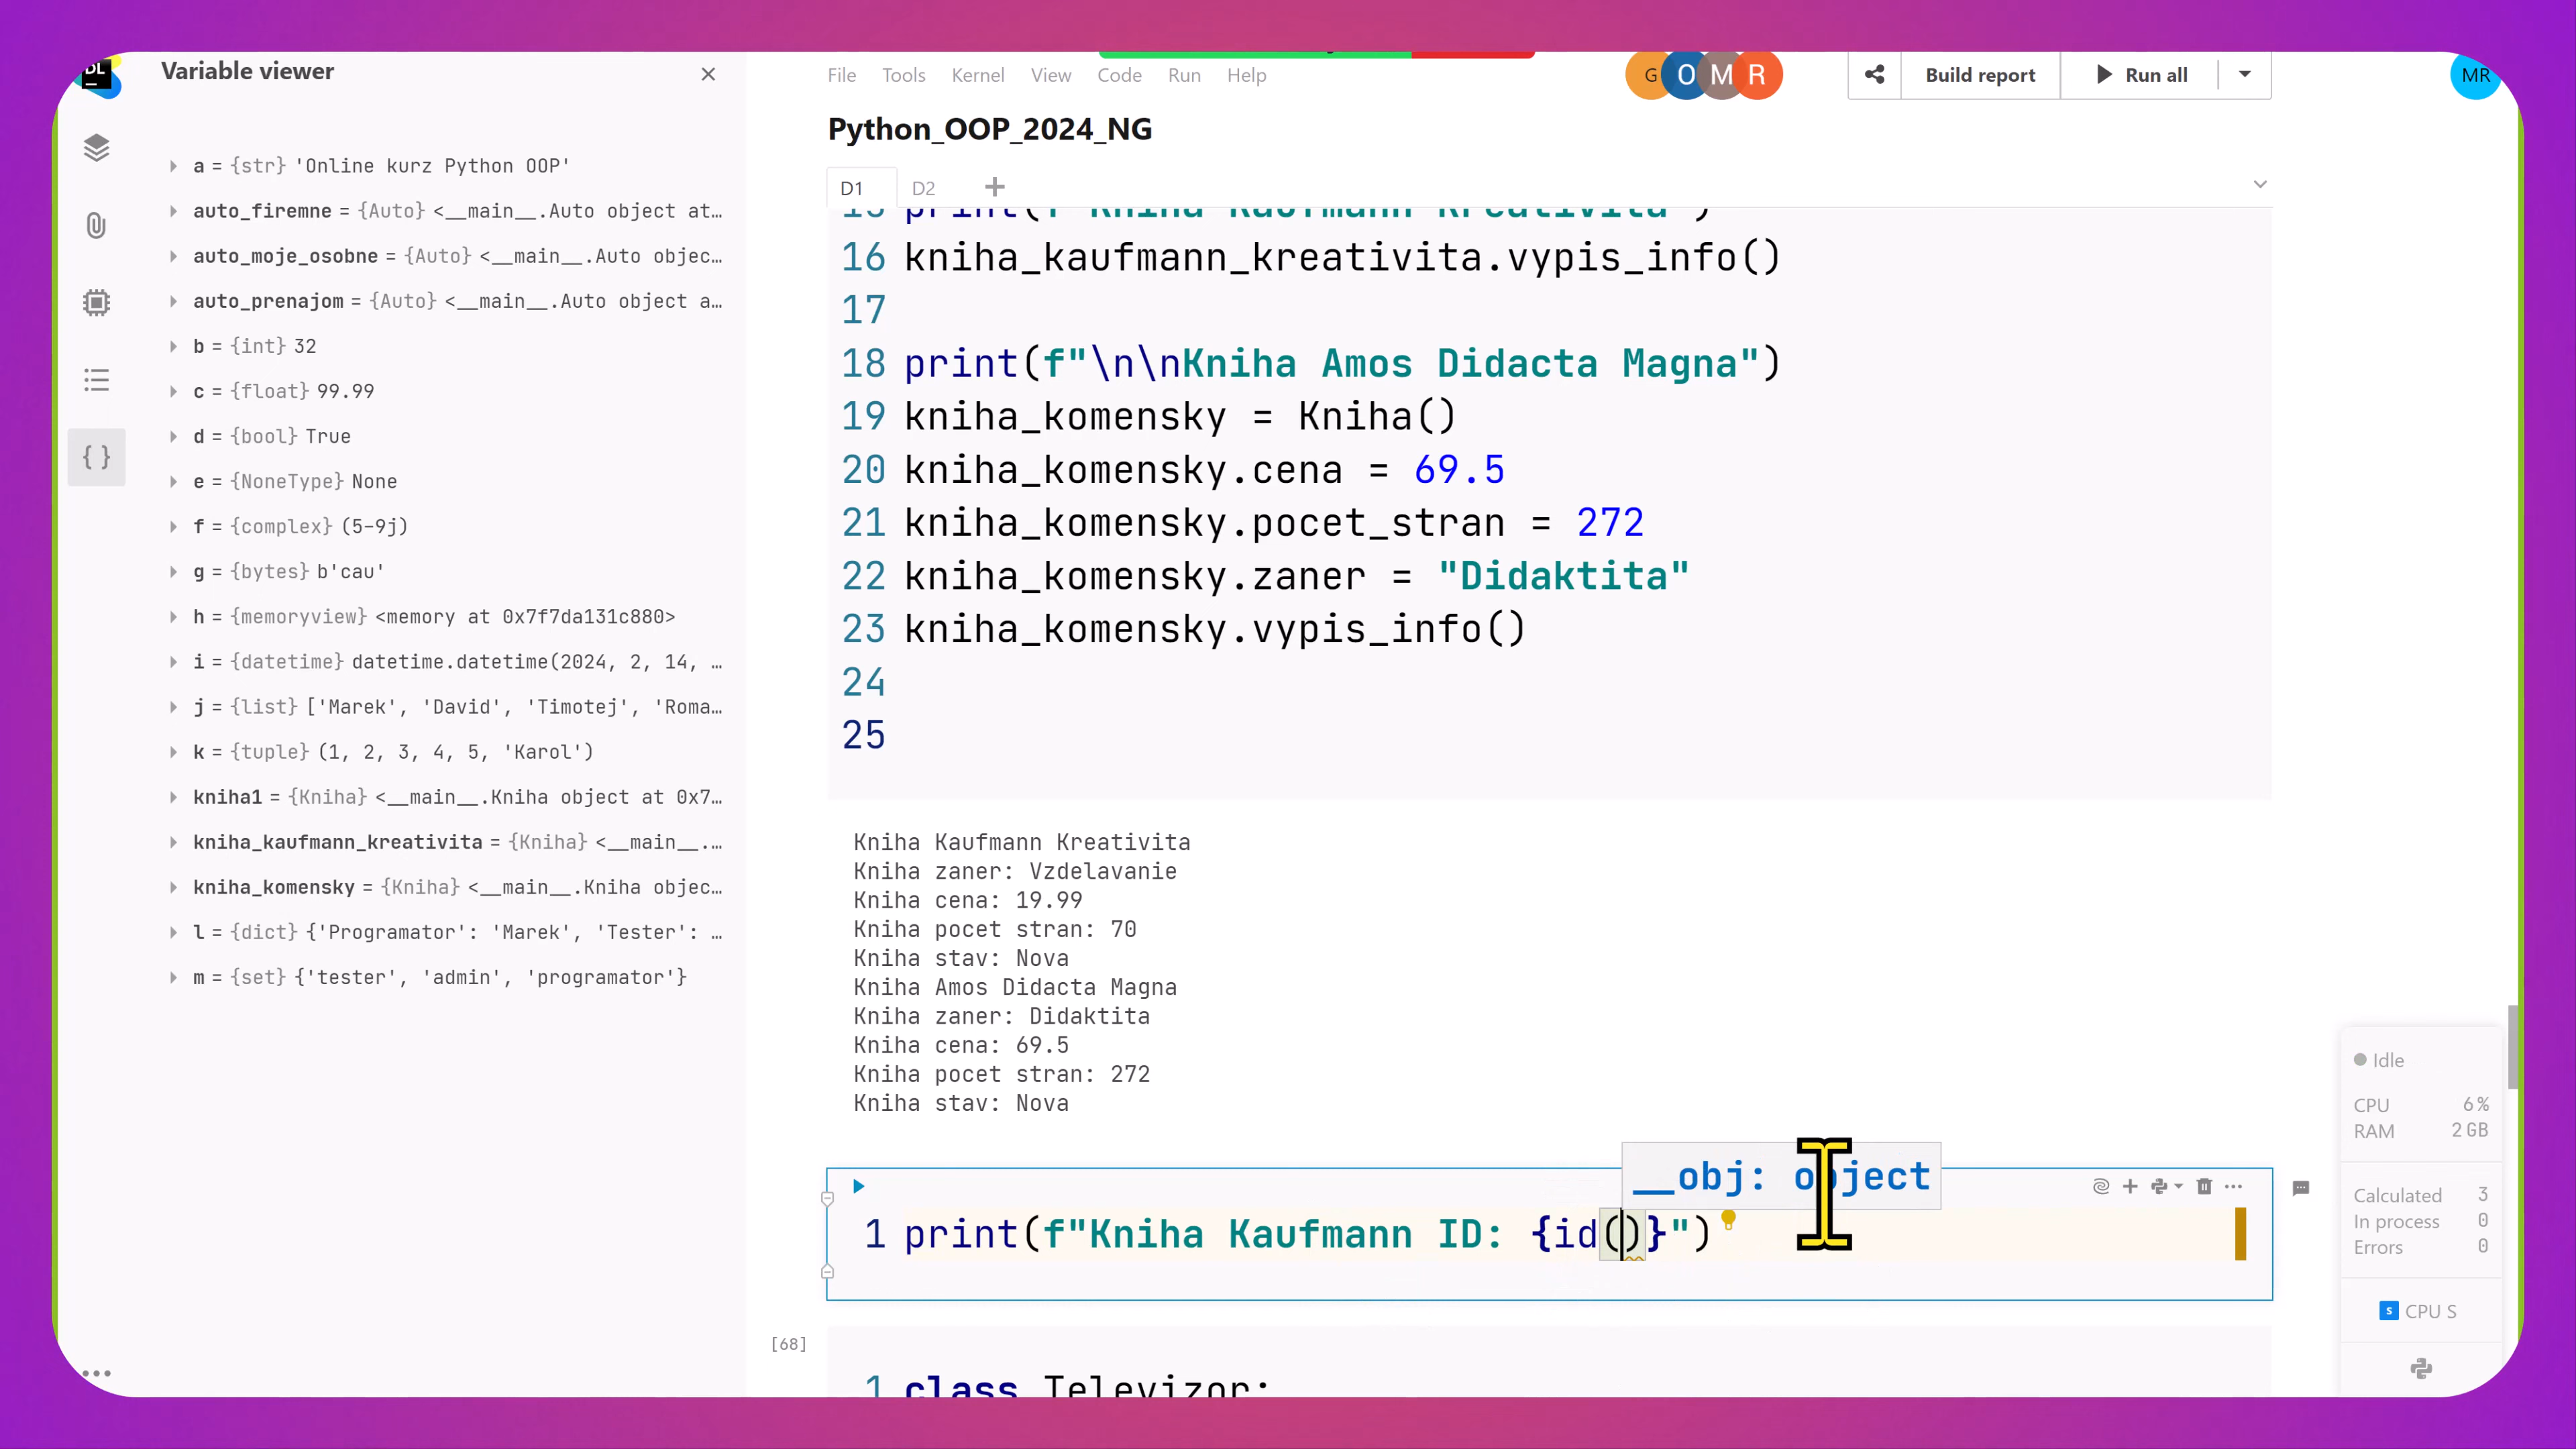 DL
Variable viewer
a = {str} 'Online kurz Python OOP'
auto_firemne = {Auto} <__main__.Auto object at…
auto_moje_osobne = {Auto} <__main__.Auto objec…
auto_prenajom = {Auto} <__main__.Auto object a…
b = {int} 32
c = {float} 99.99
d = {bool} True
e = {NoneType} None
f = {complex} (5-9j)
g = {bytes} b'cau'
h = {memoryview} <memory at 0x7f7da131c880>
i = {datetime} datetime.datetime(2024, 2, 14, …
j = {list} ['Marek', 'David', 'Timotej', 'Roma…
k = {tuple} (1, 2, 3, 4, 5, 'Karol')
kniha1 = {Kniha} <__main__.Kniha object at 0x7…
kniha_kaufmann_kreativita = {Kniha} <__main__.…
kniha_komensky = {Kniha} <__main__.Kniha objec…
l = {dict} {'Programator': 'Marek', 'Tester': …
m = {set} {'tester', 'admin', 'programator'}
File Tools Kernel View Code Run Help
G O M R
Build report
Run all
MR
Python_OOP_2024_NG
D1 D2
15 print(f"Kniha Kaufmann Kreativita")
16 kniha_kaufmann_kreativita.vypis_info()
17
18 print(f"\n\nKniha Amos Didacta Magna")
19 kniha_komensky = Kniha()
20 kniha_komensky.cena = 69.5
21 kniha_komensky.pocet_stran = 272
22 kniha_komensky.zaner = "Didaktita"
23 kniha_komensky.vypis_info()
24
25
Kniha Kaufmann Kreativita
Kniha zaner: Vzdelavanie
Kniha cena: 19.99
Kniha pocet stran: 70
Kniha stav: Nova
Kniha Amos Didacta Magna
Kniha zaner: Didaktita
Kniha cena: 69.5
Kniha pocet stran: 272
Kniha stav: Nova
__obj: object
1 print(f"Kniha Kaufmann ID: {id()}")
[68]
1 class Televizor:
Idle
CPU 6%
RAM 2 GB
Calculated 3
In process 0
Errors 0
S CPU S